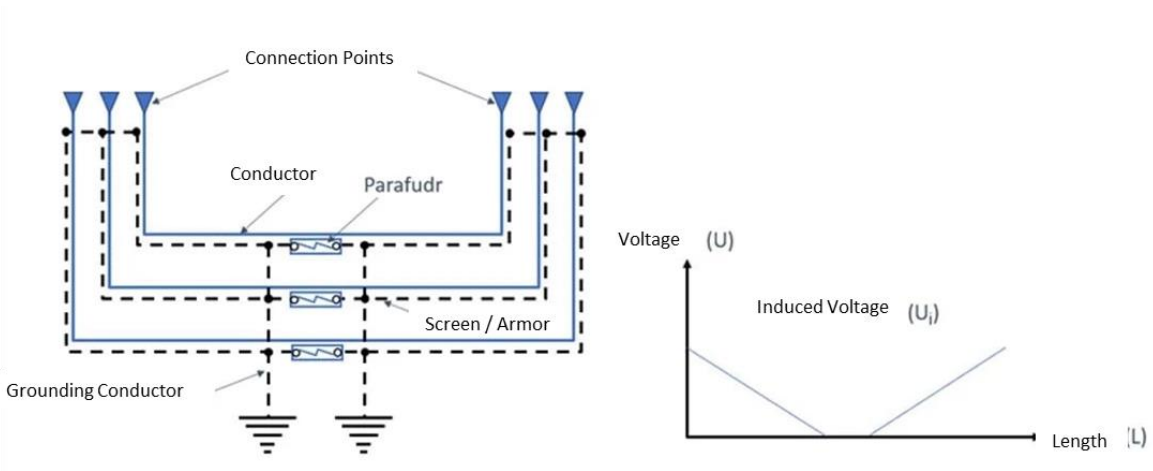 Connection Points
Conductor
Parafudr
Screen / Armor
Grounding Conductor
Voltage (U)
Induced Voltage (Uᵢ)
Length (L)